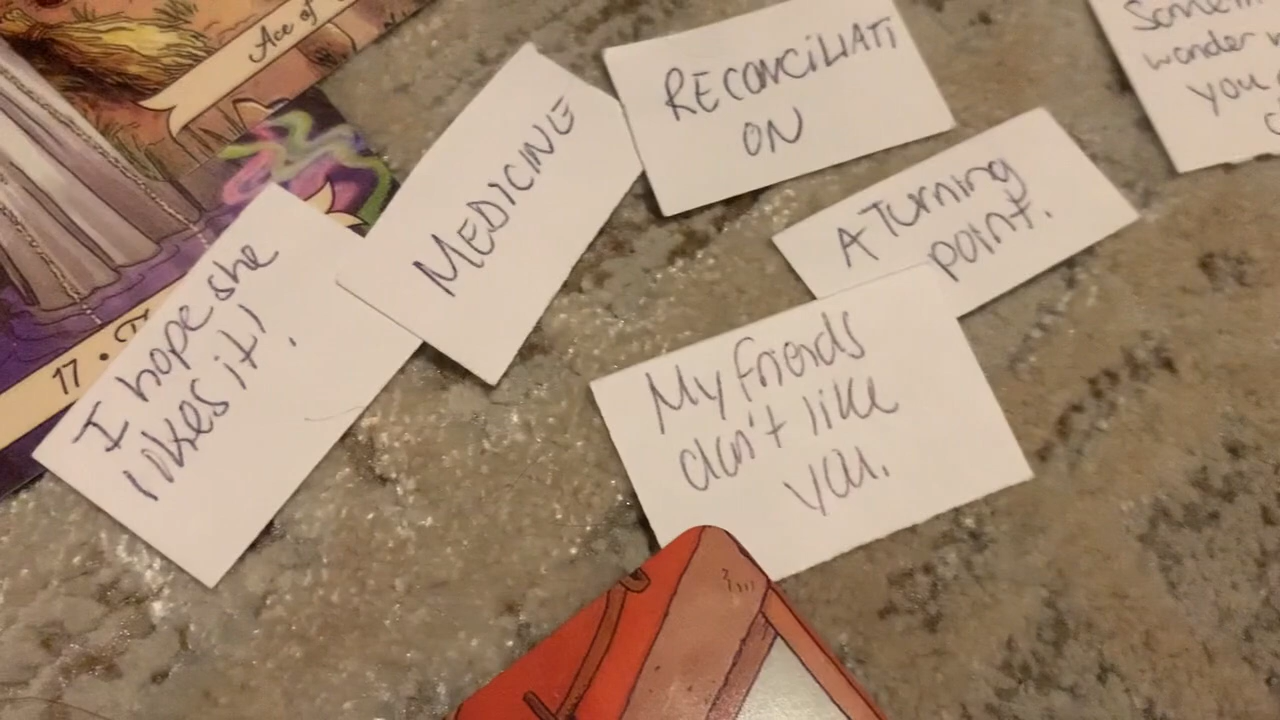 Ace of
17 •
I hope she
likes it!
MEDICINE
RECONCILIATI
ON
A Turning
point.
My friends
don't like
you.
wonder
you